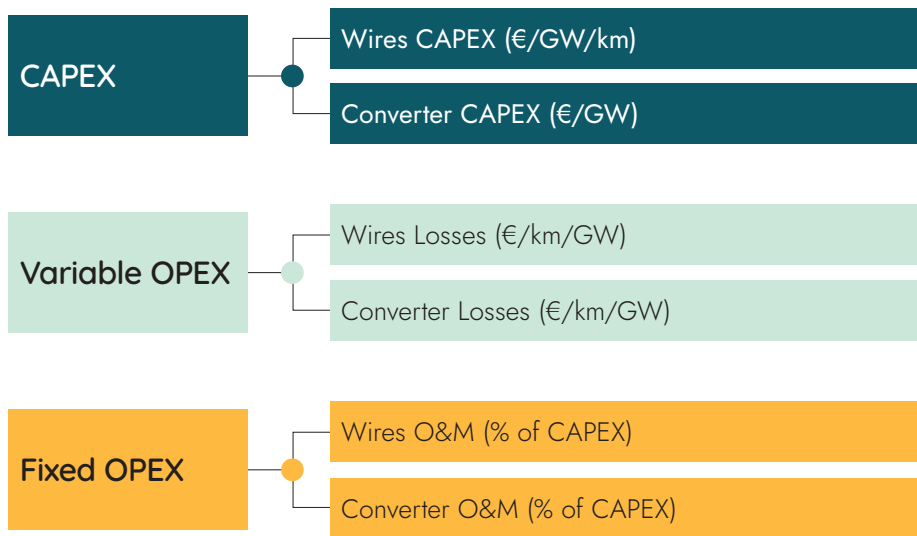 CAPEX
Wires CAPEX (€/GW/km)
Converter CAPEX (€/GW)
Variable OPEX
Wires Losses (€/km/GW)
Converter Losses (€/km/GW)
Fixed OPEX
Wires O&M (% of CAPEX)
Converter O&M (% of CAPEX)